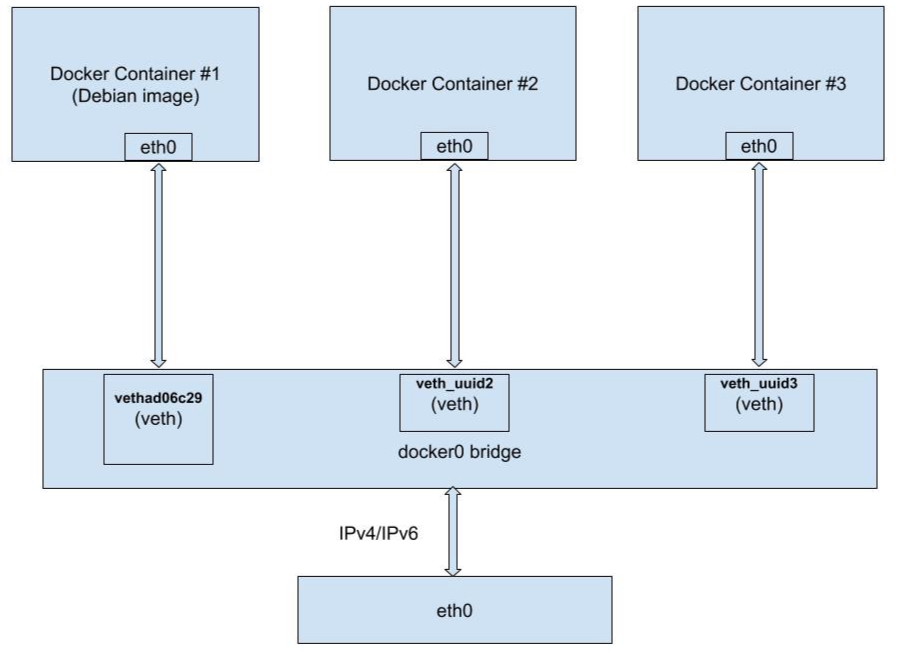 Docker Container #1
(Debian image)
eth0
Docker Container #2
eth0
Docker Container #3
eth0
vethad06c29
(veth)
veth_uuid2
(veth)
veth_uuid3
(veth)
docker0 bridge
IPv4/IPv6
eth0